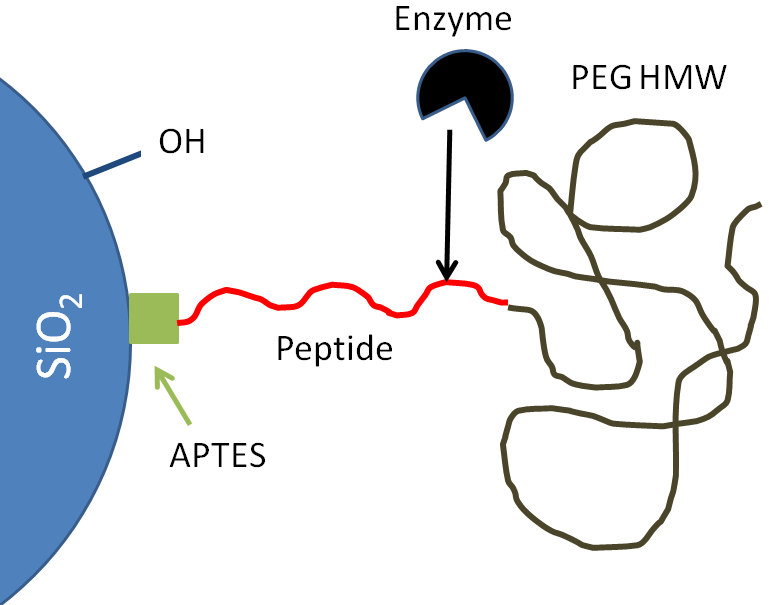 Enzyme
PEG HMW
OH
SiO₂
Peptide
APTES